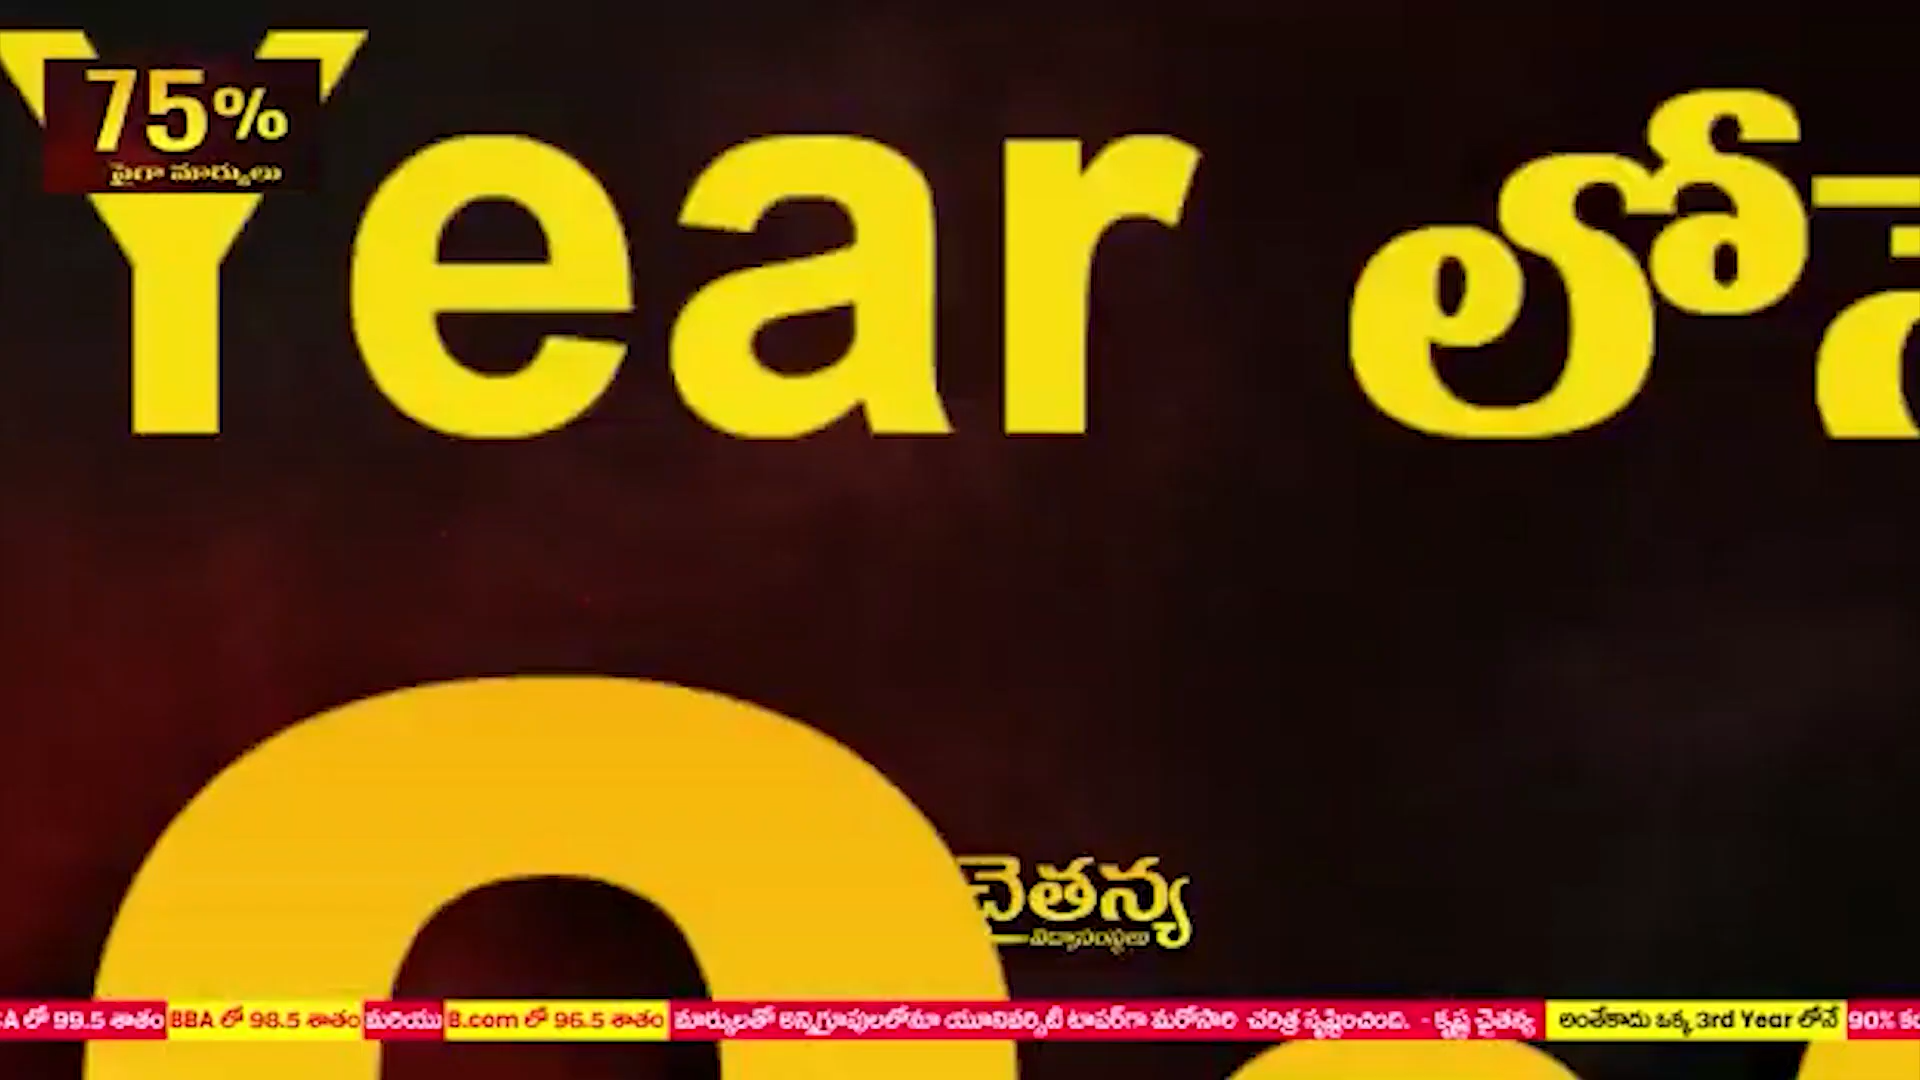 75%
పైగా మార్కులు
Year లోనే
చైతన్య
విద్యాసంస్థలు
లో 99.5 శాతం BBA లో 98.5 శాతం మరియు B.com లో 96.5 శాతం మార్కులతో అన్నిగ్రూపులలోనూ యూనివర్సిటీ టాపర్‌గా మరోసారి చరిత్ర సృష్టించింది. - కృష్ణ చైతన్య అంతేకాదు ఒక్క 3rd Year లోనే 90%